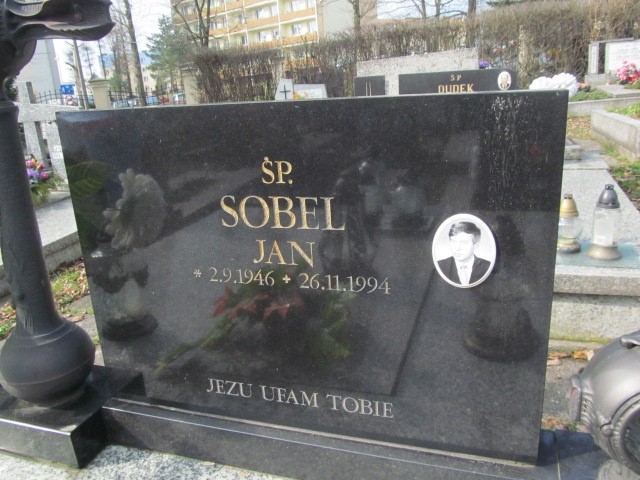 Ś.P.
DUDEK
ŚP.
SOBEL
JAN
* 2.9.1946 + 26.11.1994
JEZU UFAM TOBIE